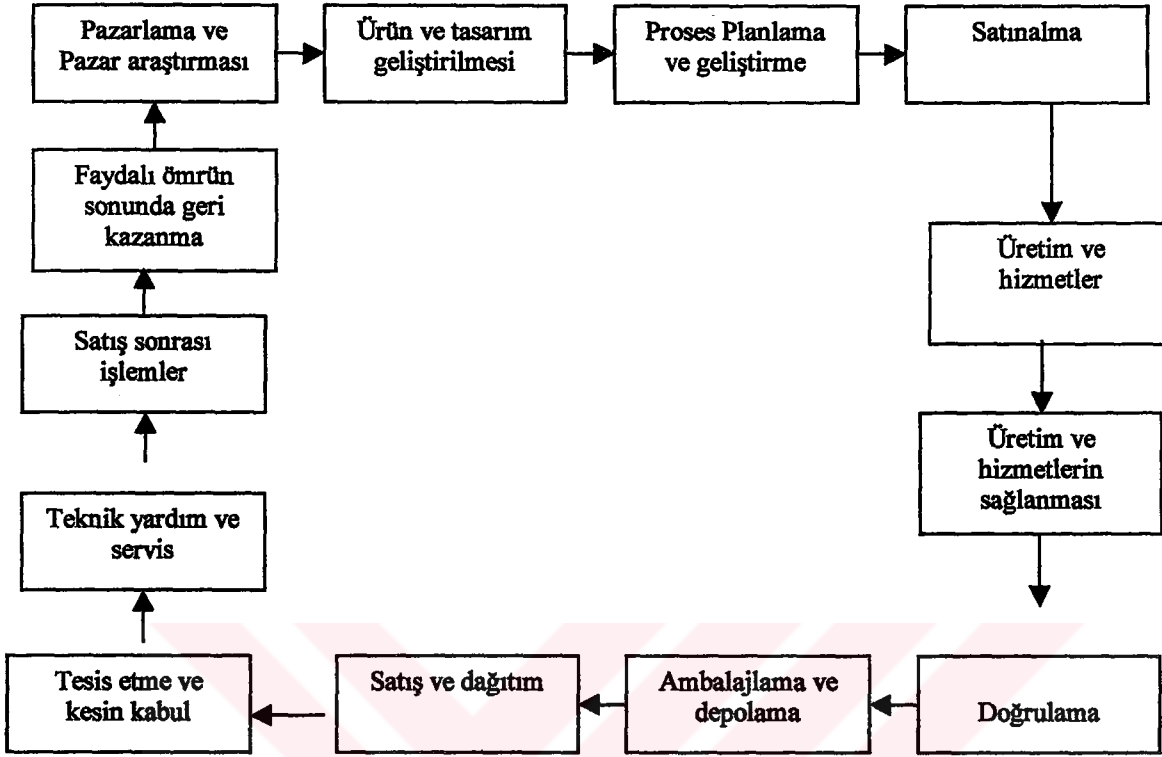 Pazarlama ve
Pazar araştırması
Ürün ve tasarım
geliştirilmesi
Proses Planlama
ve geliştirme
Satınalma
Üretim ve
hizmetler
Üretim ve
hizmetlerin
sağlanması
Doğrulama
Ambalajlama ve
depolama
Satış ve dağıtım
Tesis etme ve
kesin kabul
Teknik yardım ve
servis
Satış sonrası
işlemler
Faydalı ömrün
sonunda geri
kazanma